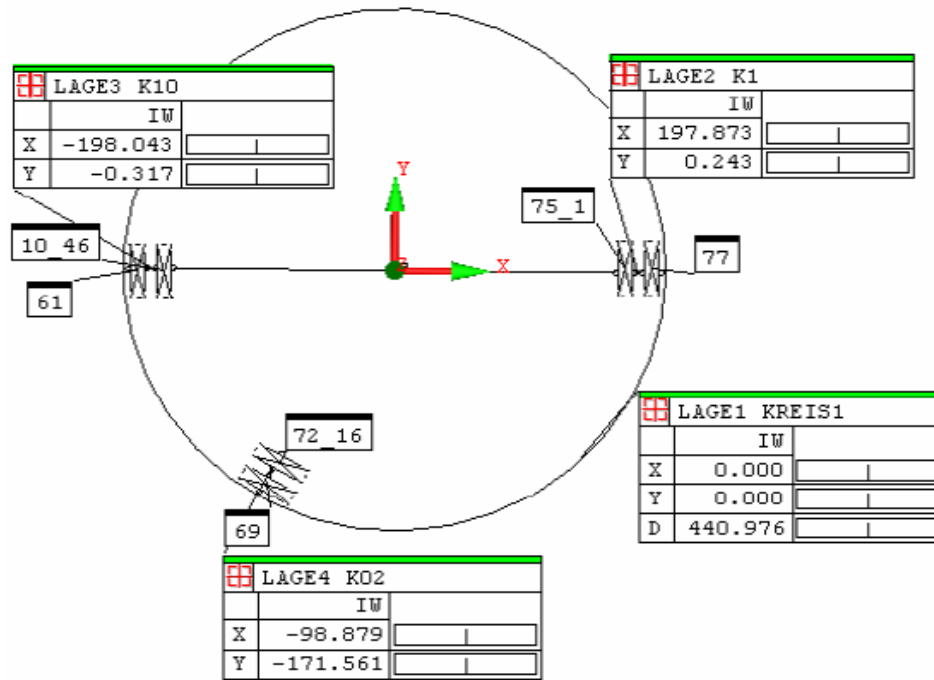 LAGE3 K10
IW
X -198.043
Y -0.317
LAGE2 K1
IW
X 197.873
Y 0.243
Y
X
75_1
77
10_46
61
72_16
69
LAGE1 KREIS1
IW
X 0.000
Y 0.000
D 440.976
LAGE4 K02
IW
X -98.879
Y -171.561